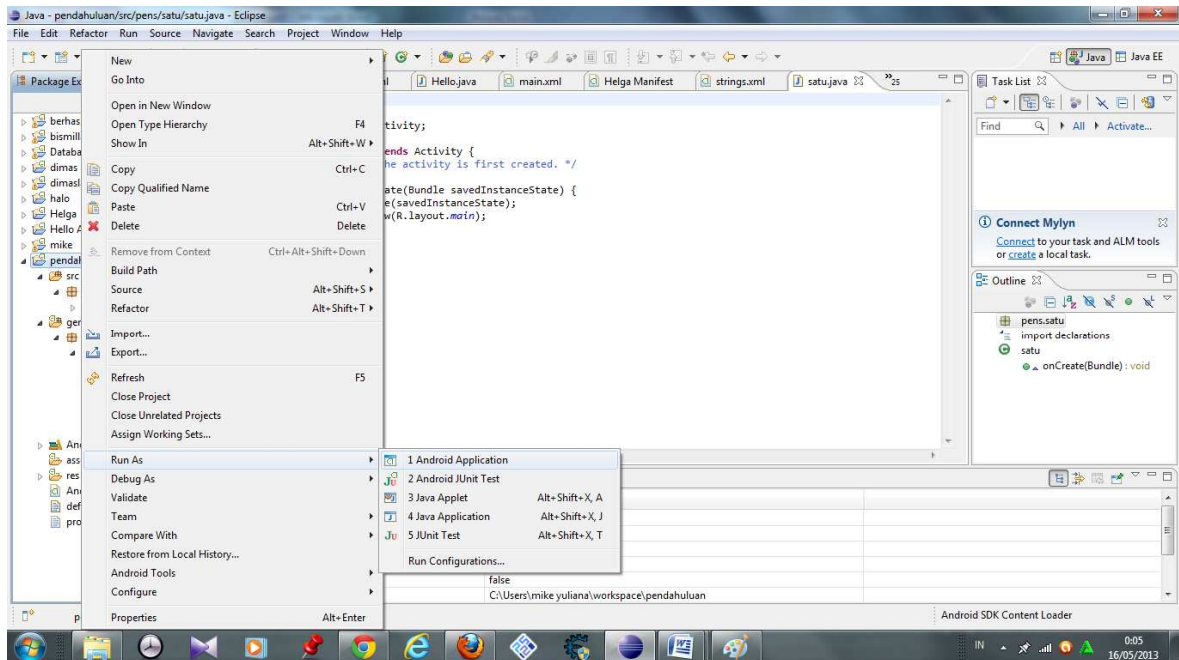 Java - pendahuluan/src/pens/satu/satu.java - Eclipse
File Edit Refactor Run Source Navigate Search Project Window Help
Java Java EE
Package Ex
Hello.java main.xml Helga Manifest strings.xml satu.java 25
Task List
Find All Activate...
berhas
bismill
Databa
dimas
dimasl
halo
Helga
Hello A
mike
pendah
src
ger
An
ass
res
An
def
pro
New
Go Into
Open in New Window
Open Type Hierarchy F4
Show In Alt+Shift+W
Copy Ctrl+C
Copy Qualified Name
Paste Ctrl+V
Delete Delete
Remove from Context Ctrl+Alt+Shift+Down
Build Path
Source Alt+Shift+S
Refactor Alt+Shift+T
Import...
Export...
Refresh F5
Close Project
Close Unrelated Projects
Assign Working Sets...
Run As
Debug As
Validate
Team
Compare With
Restore from Local History...
Android Tools
Configure
Properties Alt+Enter
1 Android Application
2 Android JUnit Test
3 Java Applet Alt+Shift+X, A
4 Java Application Alt+Shift+X, J
5 JUnit Test Alt+Shift+X, T
Run Configurations...
tivity;
ends Activity {
he activity is first created. */
ate(Bundle savedInstanceState) {
e(savedInstanceState);
w(R.layout.main);
Connect Mylyn
Connect to your task and ALM tools
or create a local task.
Outline
pens.satu
import declarations
satu
onCreate(Bundle) : void
false
C:\Users\mike yuliana\workspace\pendahuluan
p
Android SDK Content Loader
IN
0:05
16/05/2013